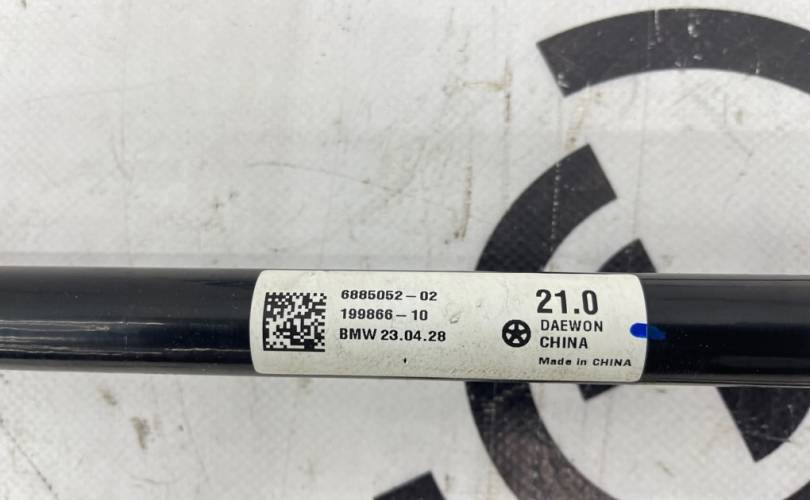 6885052-02
199866-10
BMW 23.04.28
21.0
DAEWON
CHINA
Made in CHINA